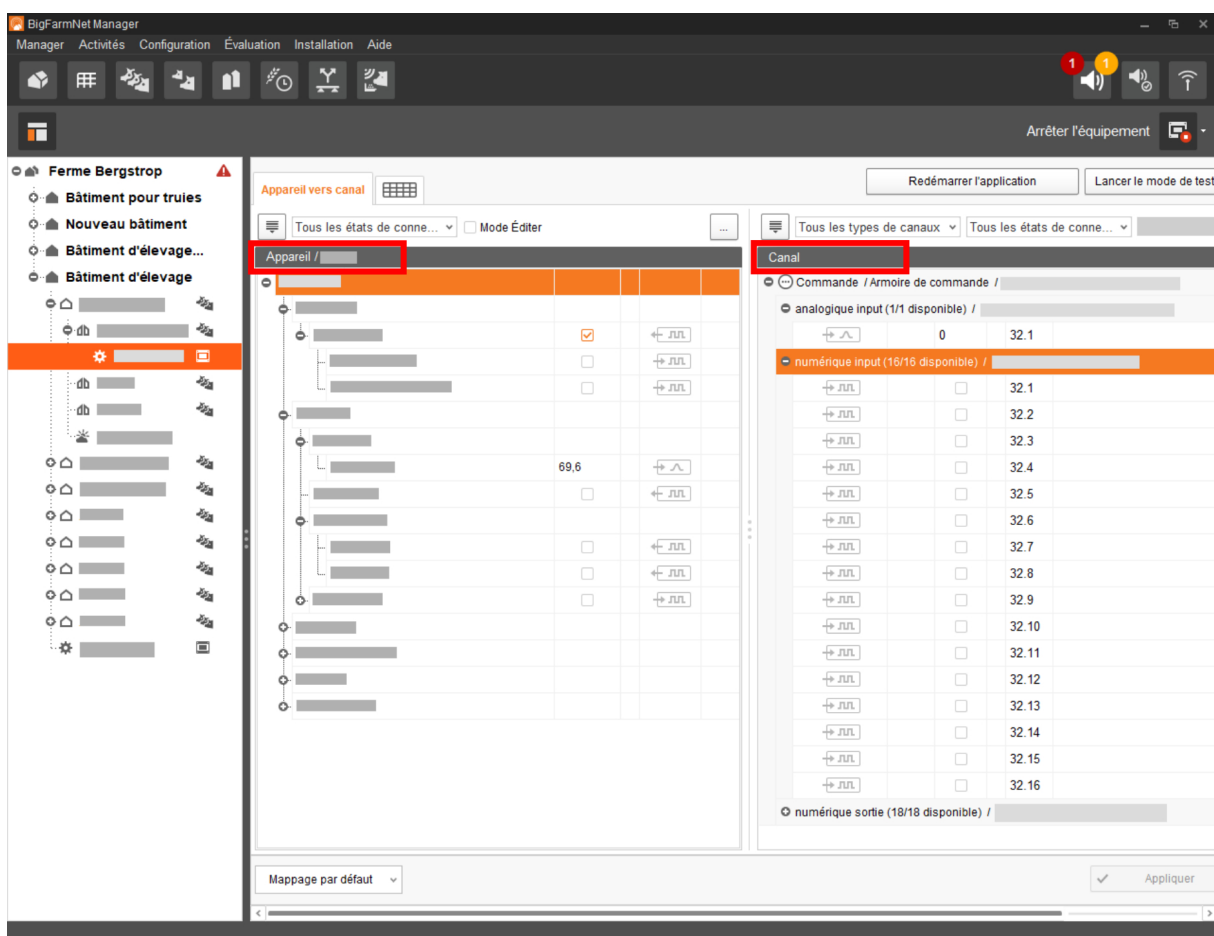 BigFarmNet Manager
Manager Activités Configuration Évaluation Installation Aide
1 1
Arrêter l'équipement
Ferme Bergstrop
Bâtiment pour truies
Nouveau bâtiment
Bâtiment d'élevage...
Bâtiment d'élevage
Appareil vers canal
Redémarrer l'application Lancer le mode de test
Tous les états de conne... Mode Éditer ...
Tous les types de canaux Tous les états de conne...
Appareil /
69,6
Canal
Commande / Armoire de commande /
analogique input (1/1 disponible) /
0 32.1
numérique input (16/16 disponible) /
32.1
32.2
32.3
32.4
32.5
32.6
32.7
32.8
32.9
32.10
32.11
32.12
32.13
32.14
32.15
32.16
numérique sortie (18/18 disponible) /
Mappage par défaut
Appliquer